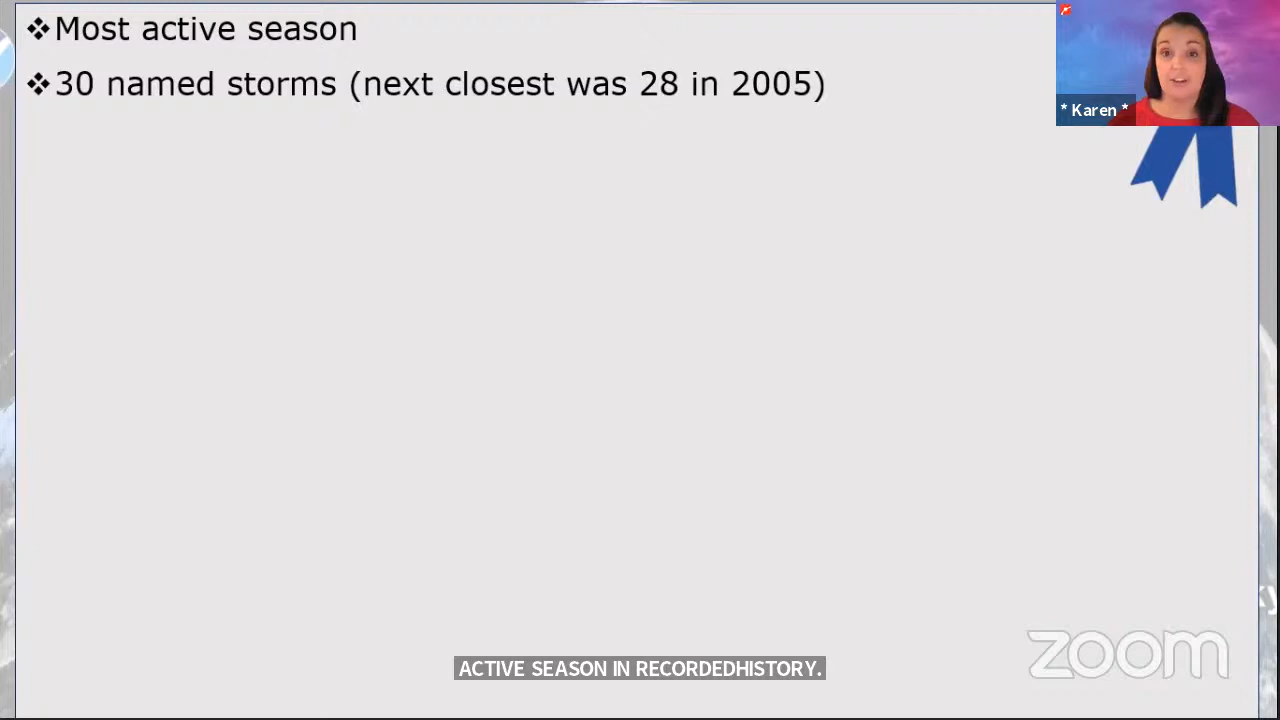 ❖Most active season
❖30 named storms (next closest was 28 in 2005)
* Karen *
zoom
ACTIVE SEASON IN RECORDEDHISTORY.